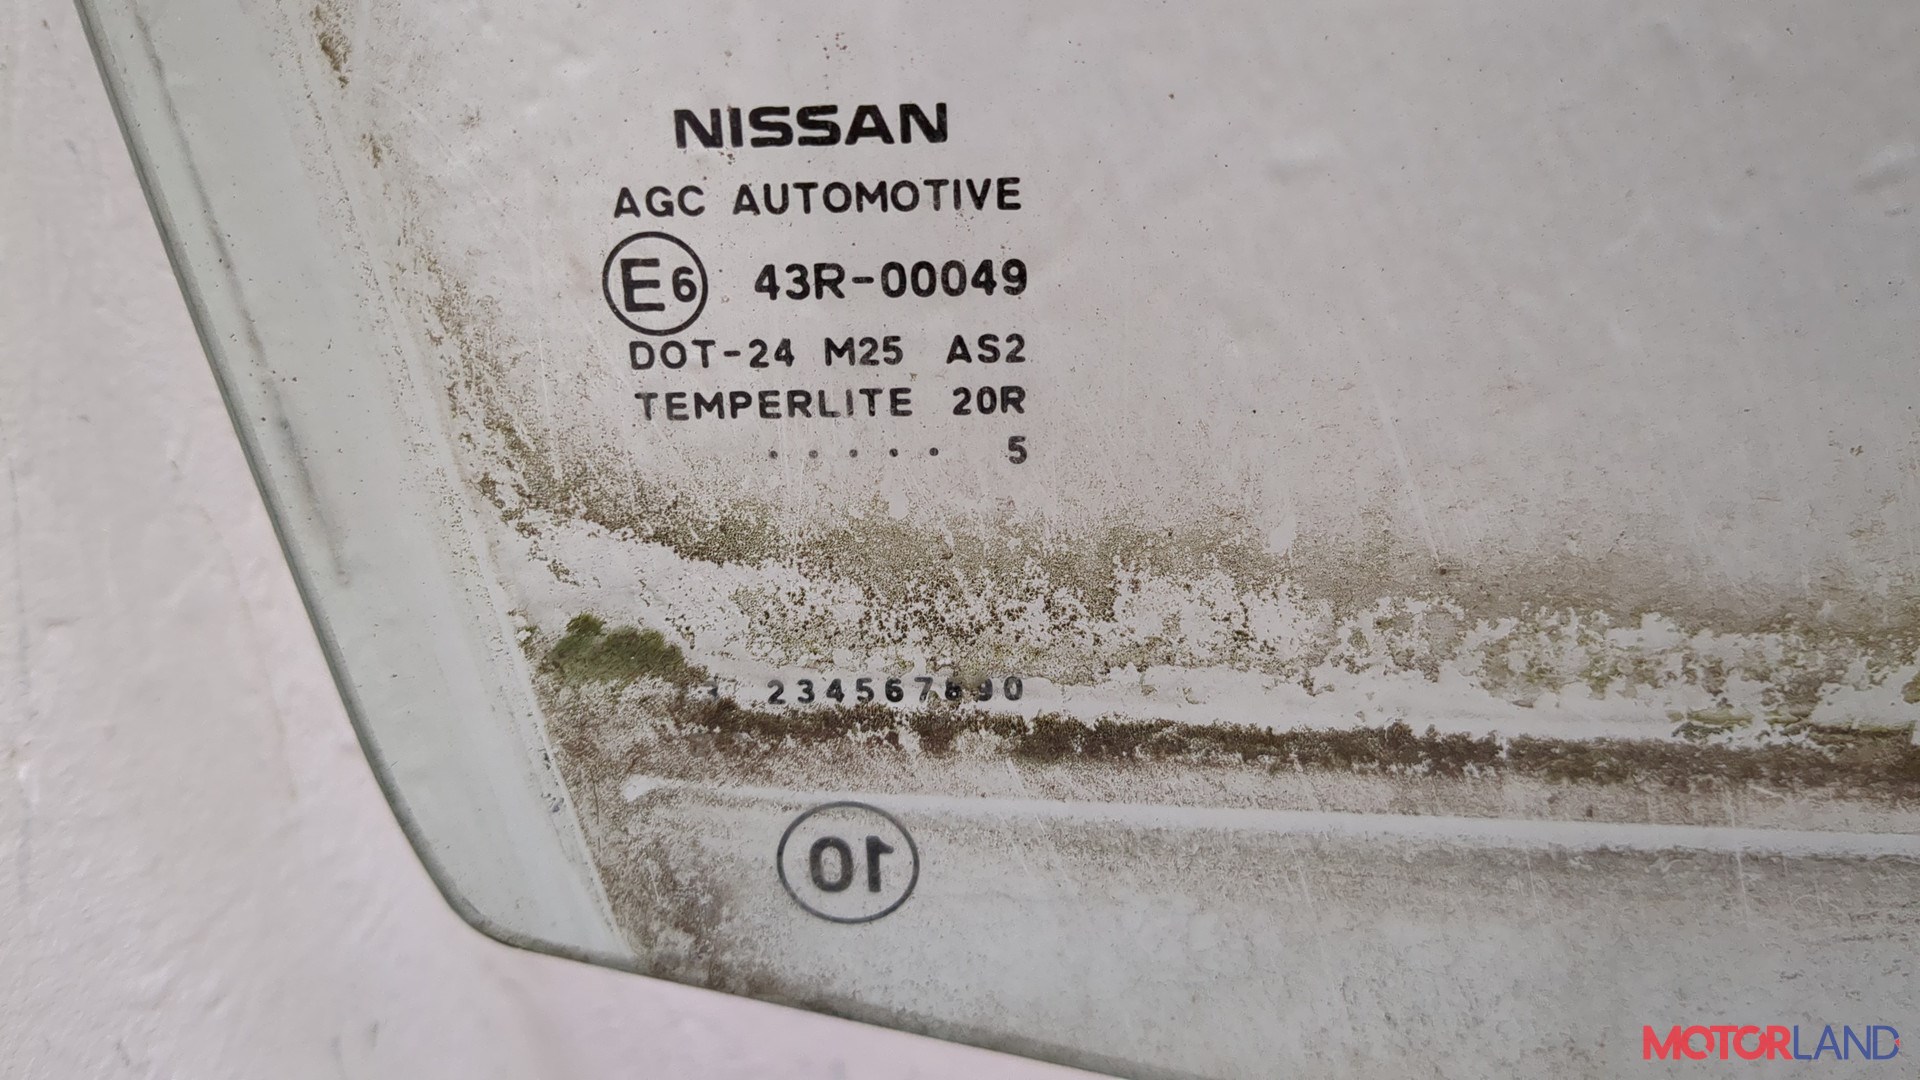 NISSAN
AGC AUTOMOTIVE
E6 43R-00049
DOT-24 M25 AS2
TEMPERLITE 20R
. . . . . 5
234567890
10
MOTORLAND